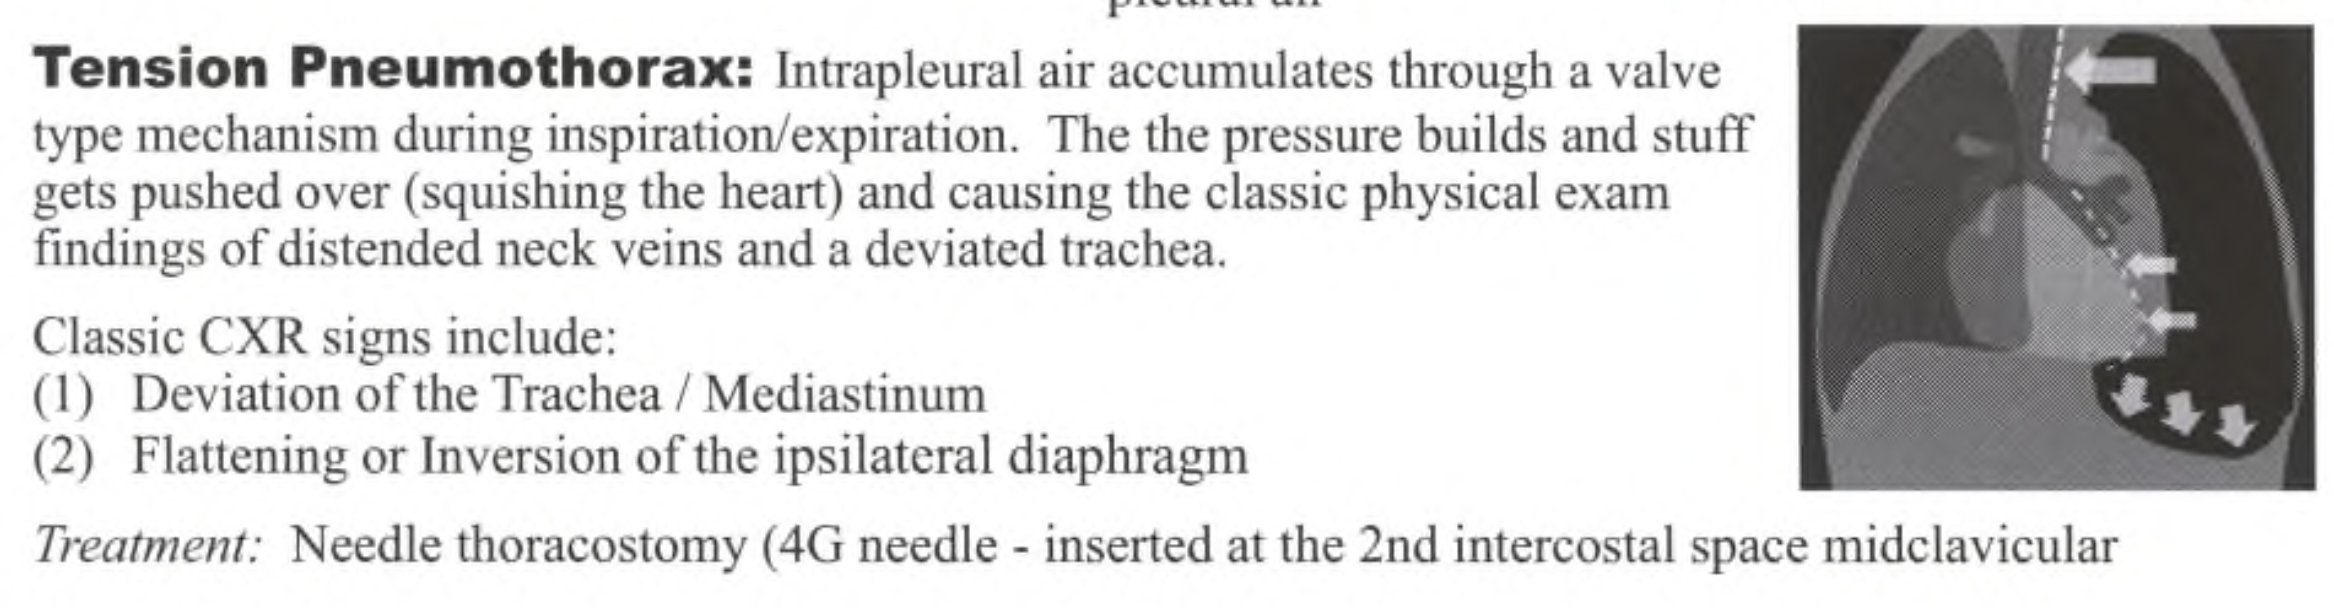 pleural air
Tension Pneumothorax: Intrapleural air accumulates through a valve
type mechanism during inspiration/expiration. The the pressure builds and stuff
gets pushed over (squishing the heart) and causing the classic physical exam
findings of distended neck veins and a deviated trachea.
Classic CXR signs include:
(1) Deviation of the Trachea / Mediastinum
(2) Flattening or Inversion of the ipsilateral diaphragm
Treatment: Needle thoracostomy (4G needle - inserted at the 2nd intercostal space midclavicular